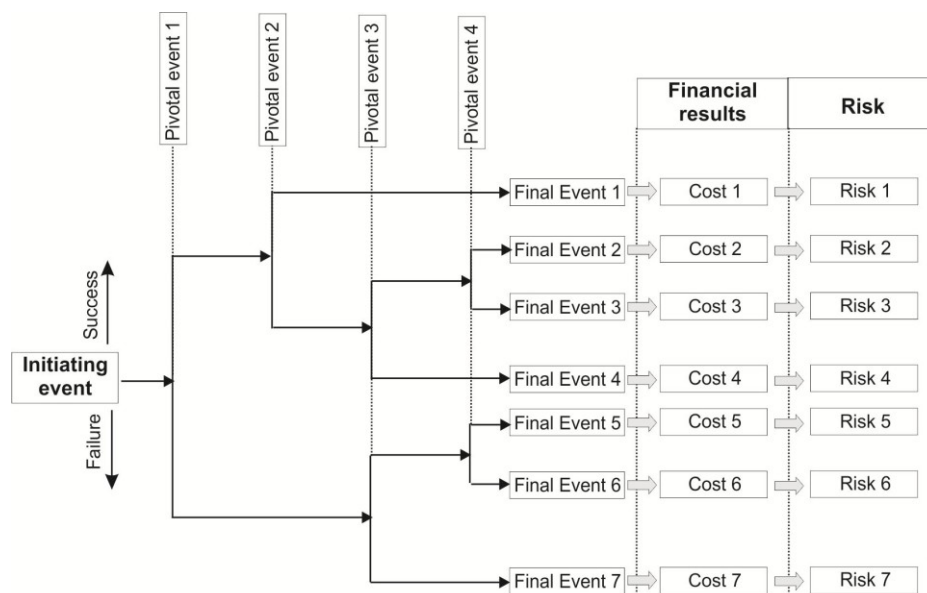 Pivotal event 1
Pivotal event 2
Pivotal event 3
Pivotal event 4
Financial
results
Risk
Final Event 1
Cost 1
Risk 1
Final Event 2
Cost 2
Risk 2
Final Event 3
Cost 3
Risk 3
Success
Initiating
event
Failure
Final Event 4
Cost 4
Risk 4
Final Event 5
Cost 5
Risk 5
Final Event 6
Cost 6
Risk 6
Final Event 7
Cost 7
Risk 7